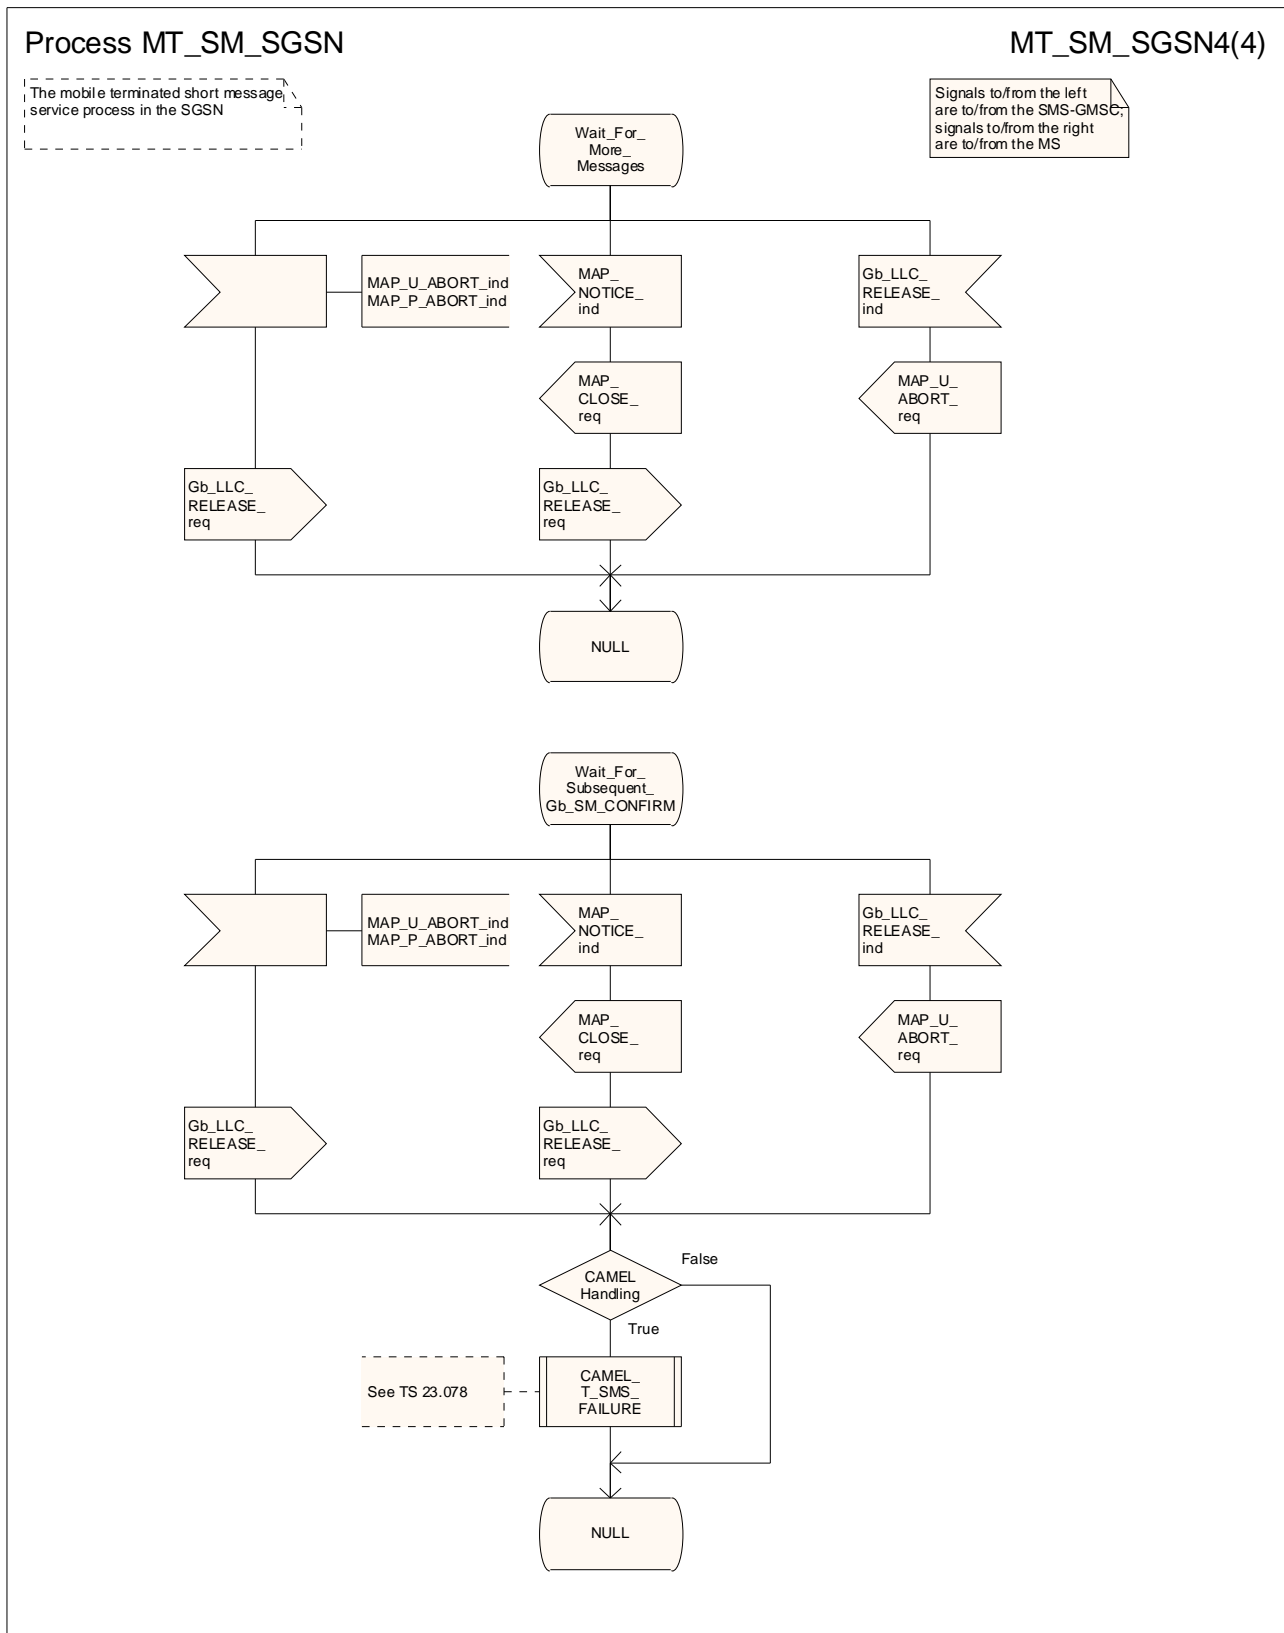 Process MT_SM_SGSN
MT_SM_SGSN4(4)
The mobile terminated short message
service process in the SGSN
Signals to/from the left
are to/from the SMS-GMSC;
signals to/from the right
are to/from the MS
Wait_For_
More_
Messages
MAP_U_ABORT_ind
MAP_P_ABORT_ind
MAP_
NOTICE_
ind
Gb_LLC_
RELEASE_
ind
MAP_
CLOSE_
req
MAP_U_
ABORT_
req
Gb_LLC_
RELEASE_
req
Gb_LLC_
RELEASE_
req
NULL
Wait_For_
Subsequent_
Gb_SM_CONFIRM
MAP_U_ABORT_ind
MAP_P_ABORT_ind
MAP_
NOTICE_
ind
Gb_LLC_
RELEASE_
ind
MAP_
CLOSE_
req
MAP_U_
ABORT_
req
Gb_LLC_
RELEASE_
req
Gb_LLC_
RELEASE_
req
False
CAMEL
Handling
True
See TS 23.078
CAMEL_
T_SMS_
FAILURE
NULL